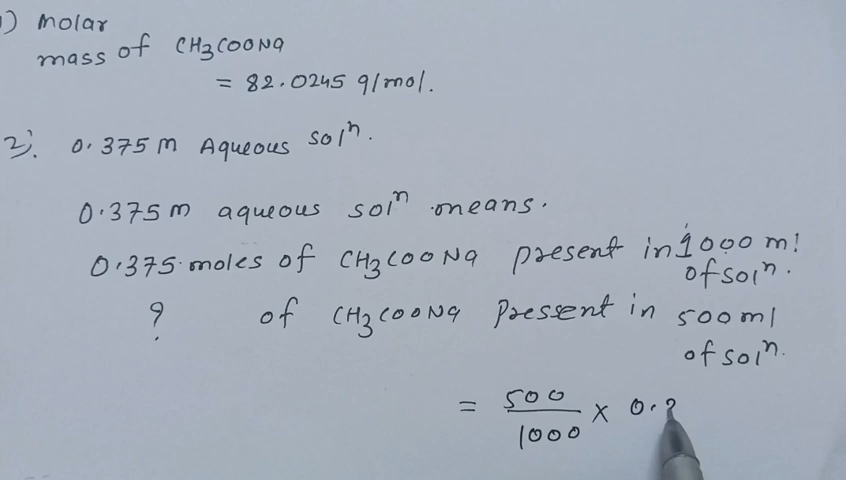 1) Molar
mass of CH3COONa
= 82.0245 g/mol.
2). 0.375 M Aqueous solⁿ.
0.375 M aqueous solⁿ means.
0.375 moles of CH3COONa present in 1000 ml
of solⁿ.
? of CH3COONa Pressent in 500 ml
of solⁿ.
= 500/1000 × 0.